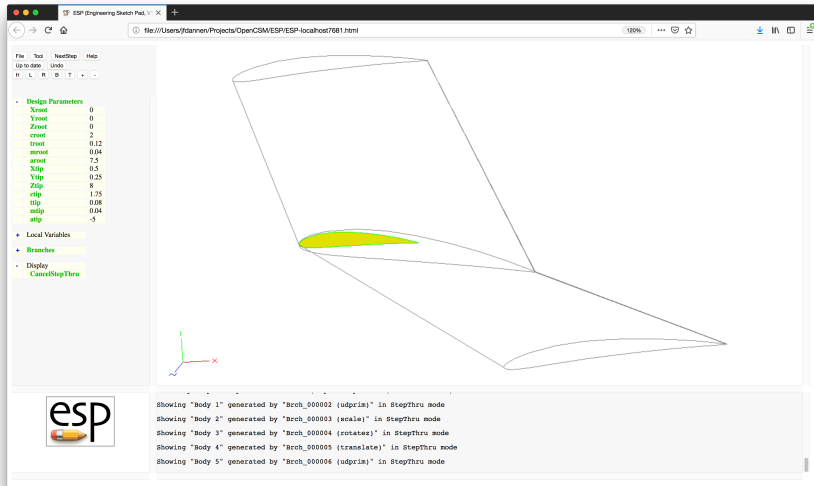 ESP (Engineering Sketch Pad, V
file:///Users/jfdannen/Projects/OpenCSM/ESP/ESP-localhost7681.html
120%
File Tool NextStep Help
Up to date Undo
H L R B T + -
- Design Parameters
Xroot 0
Yroot 0
Zroot 0
croot 2
troot 0.12
mroot 0.04
aroot 7.5
Xtip 0.5
Ytip 0.25
Ztip 8
ctip 1.75
ttip 0.08
mtip 0.04
atip -5
+ Local Variables
+ Branches
- Display
CancelStepThru
X
esp
Showing "Body 1" generated by "Brch_000002 (udprim)" in StepThru mode
Showing "Body 2" generated by "Brch_000003 (scale)" in StepThru mode
Showing "Body 3" generated by "Brch_000004 (rotatez)" in StepThru mode
Showing "Body 4" generated by "Brch_000005 (translate)" in StepThru mode
Showing "Body 5" generated by "Brch_000006 (udprim)" in StepThru mode